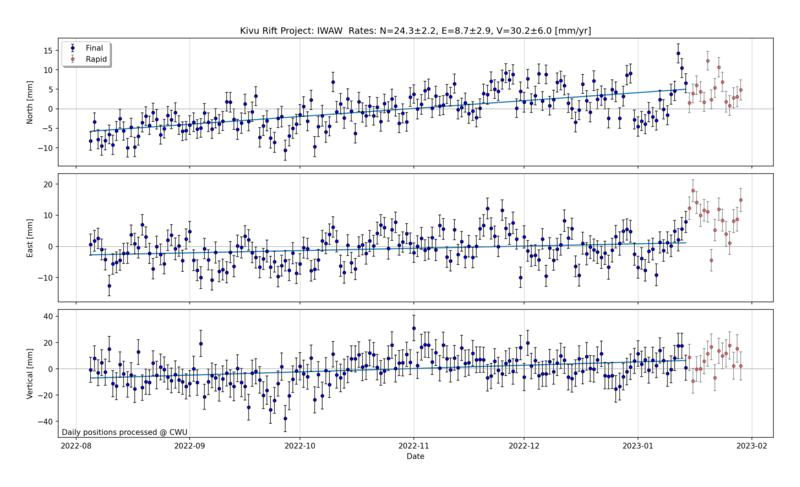 Kivu Rift Project: IWAW Rates: N=24.3±2.2, E=8.7±2.9, V=30.2±6.0 [mm/yr]
Final
Rapid
North [mm]
15
10
5
0
−5
−10
East [mm]
20
10
0
−10
Vertical [mm]
40
20
0
−20
−40
Daily positions processed @ CWU
2022-08
2022-09
2022-10
2022-11
2022-12
2023-01
2023-02
Date